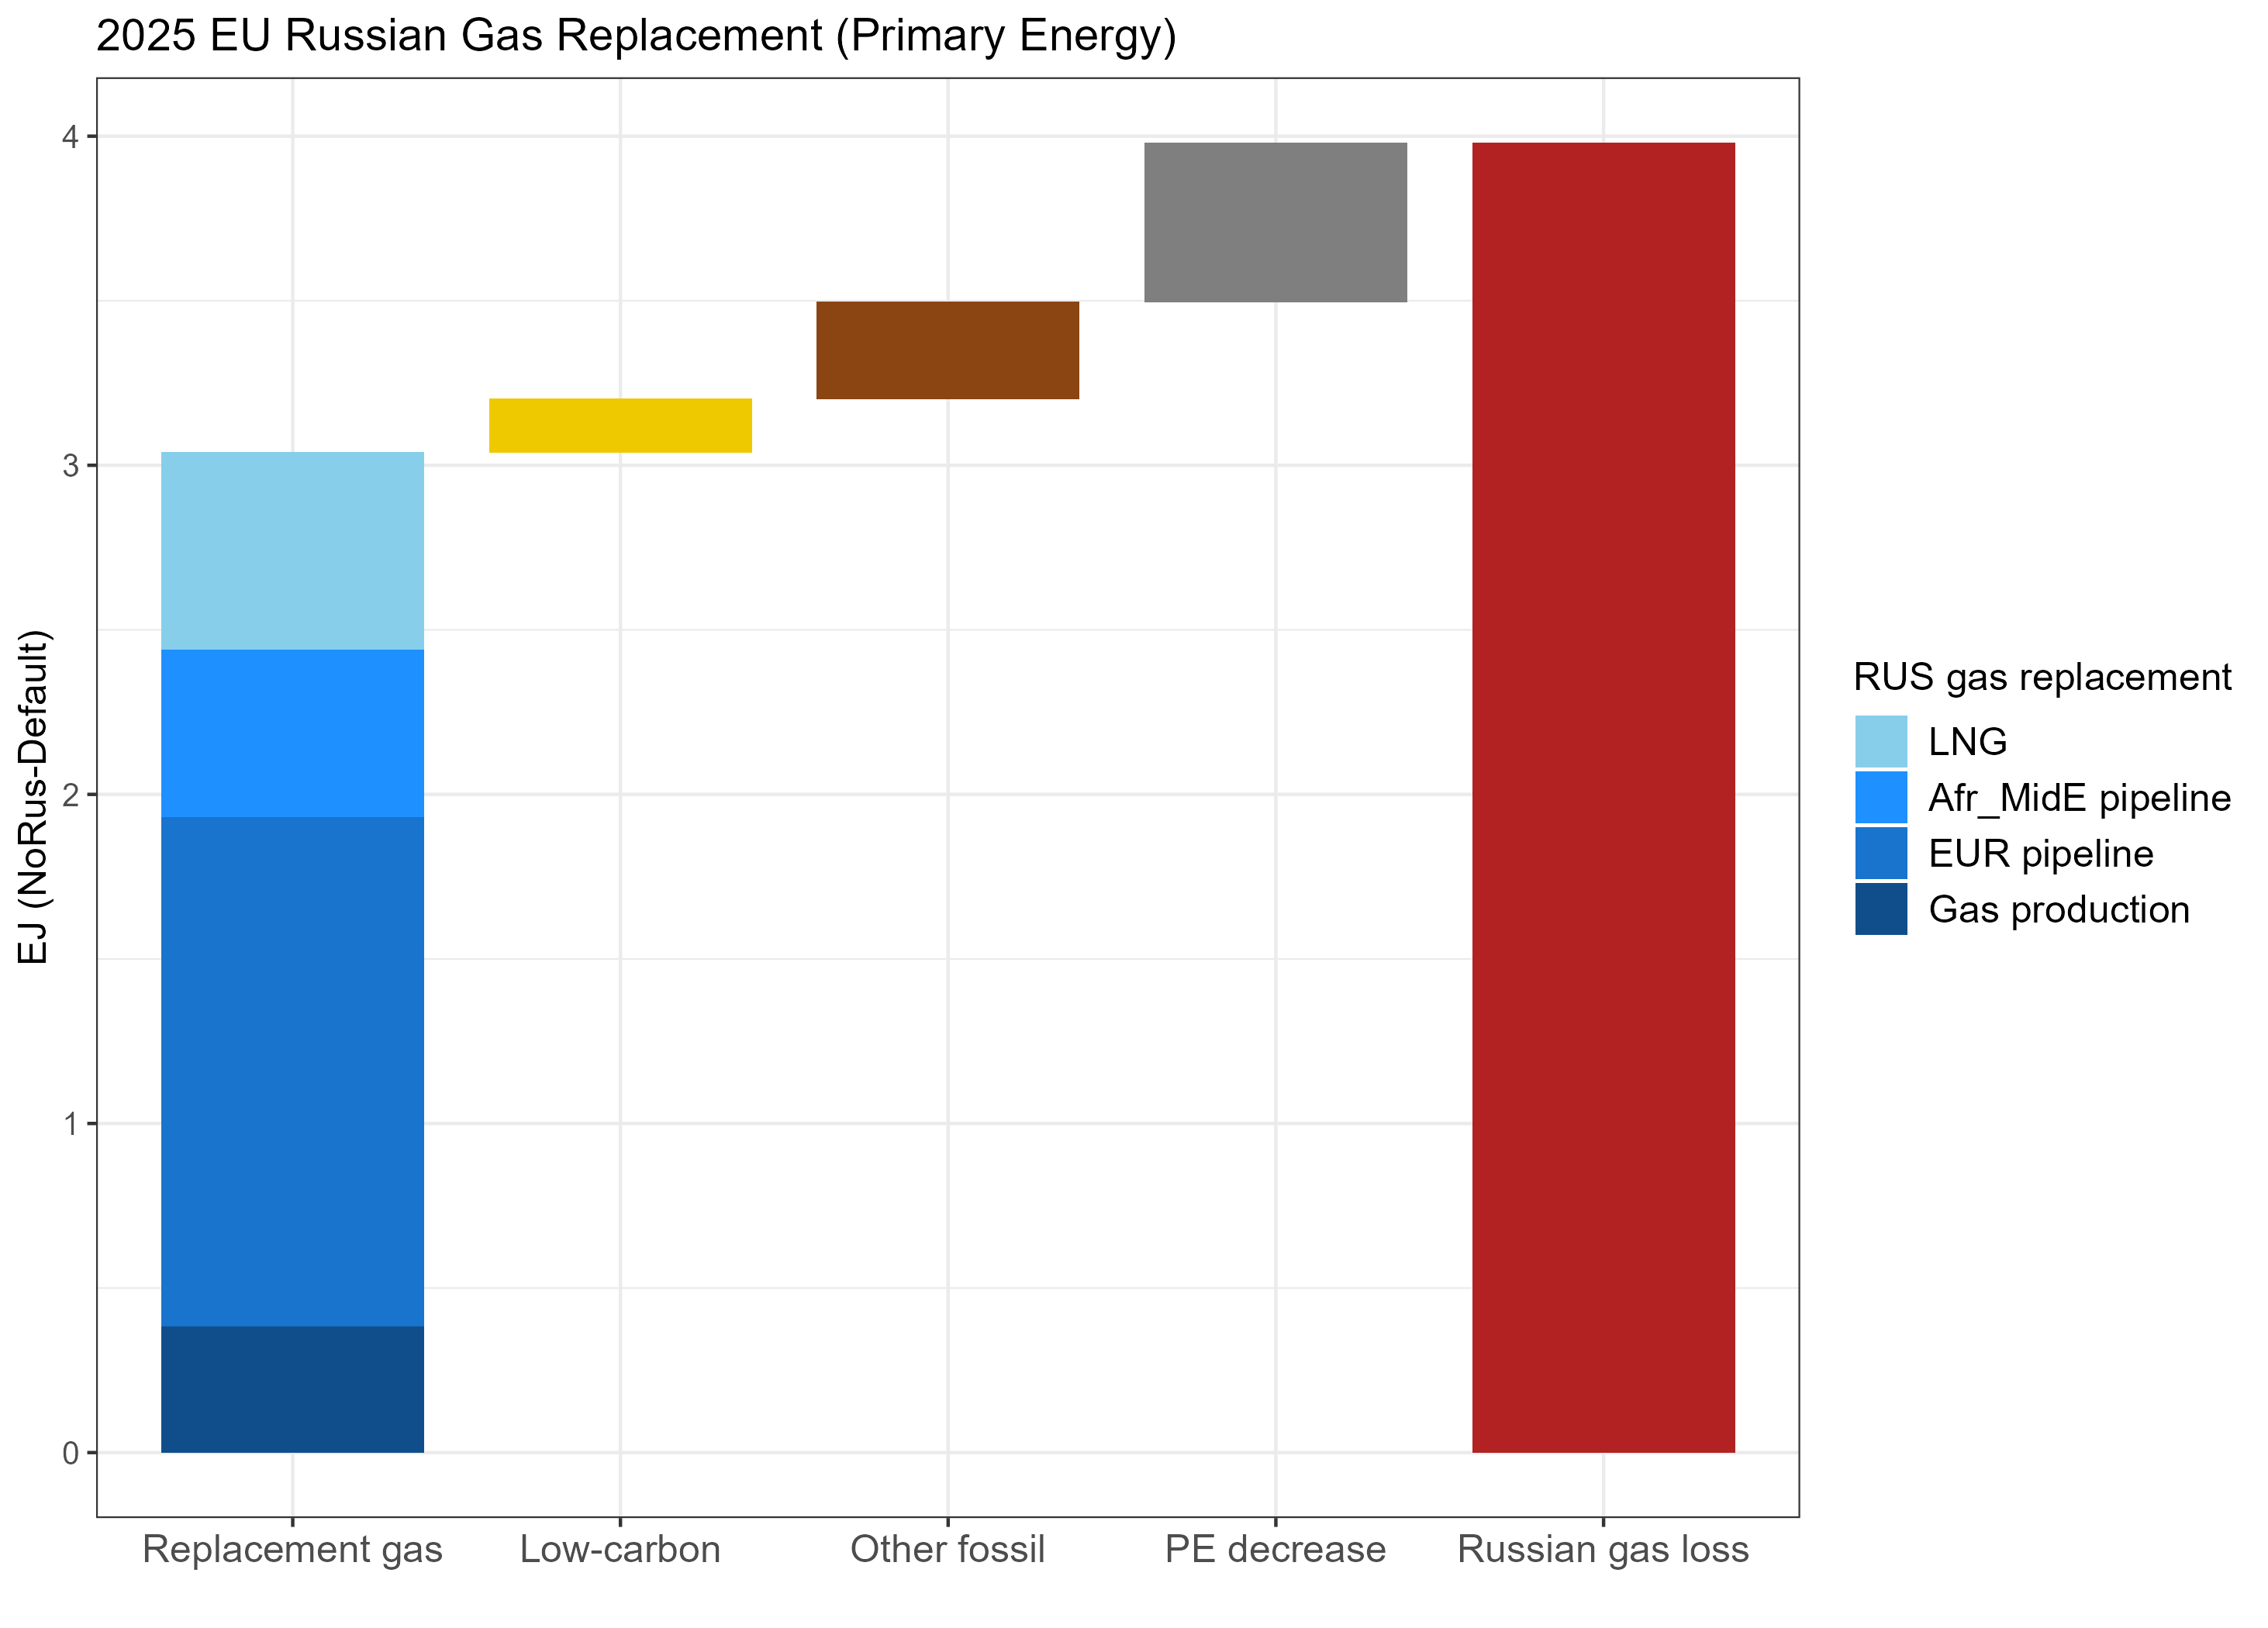 2025 EU Russian Gas Replacement (Primary Energy)
EJ (NoRus-Default)
4
3
2
1
0
Replacement gas
Low-carbon
Other fossil
PE decrease
Russian gas loss
RUS gas replacement
LNG
Afr_MidE pipeline
EUR pipeline
Gas production